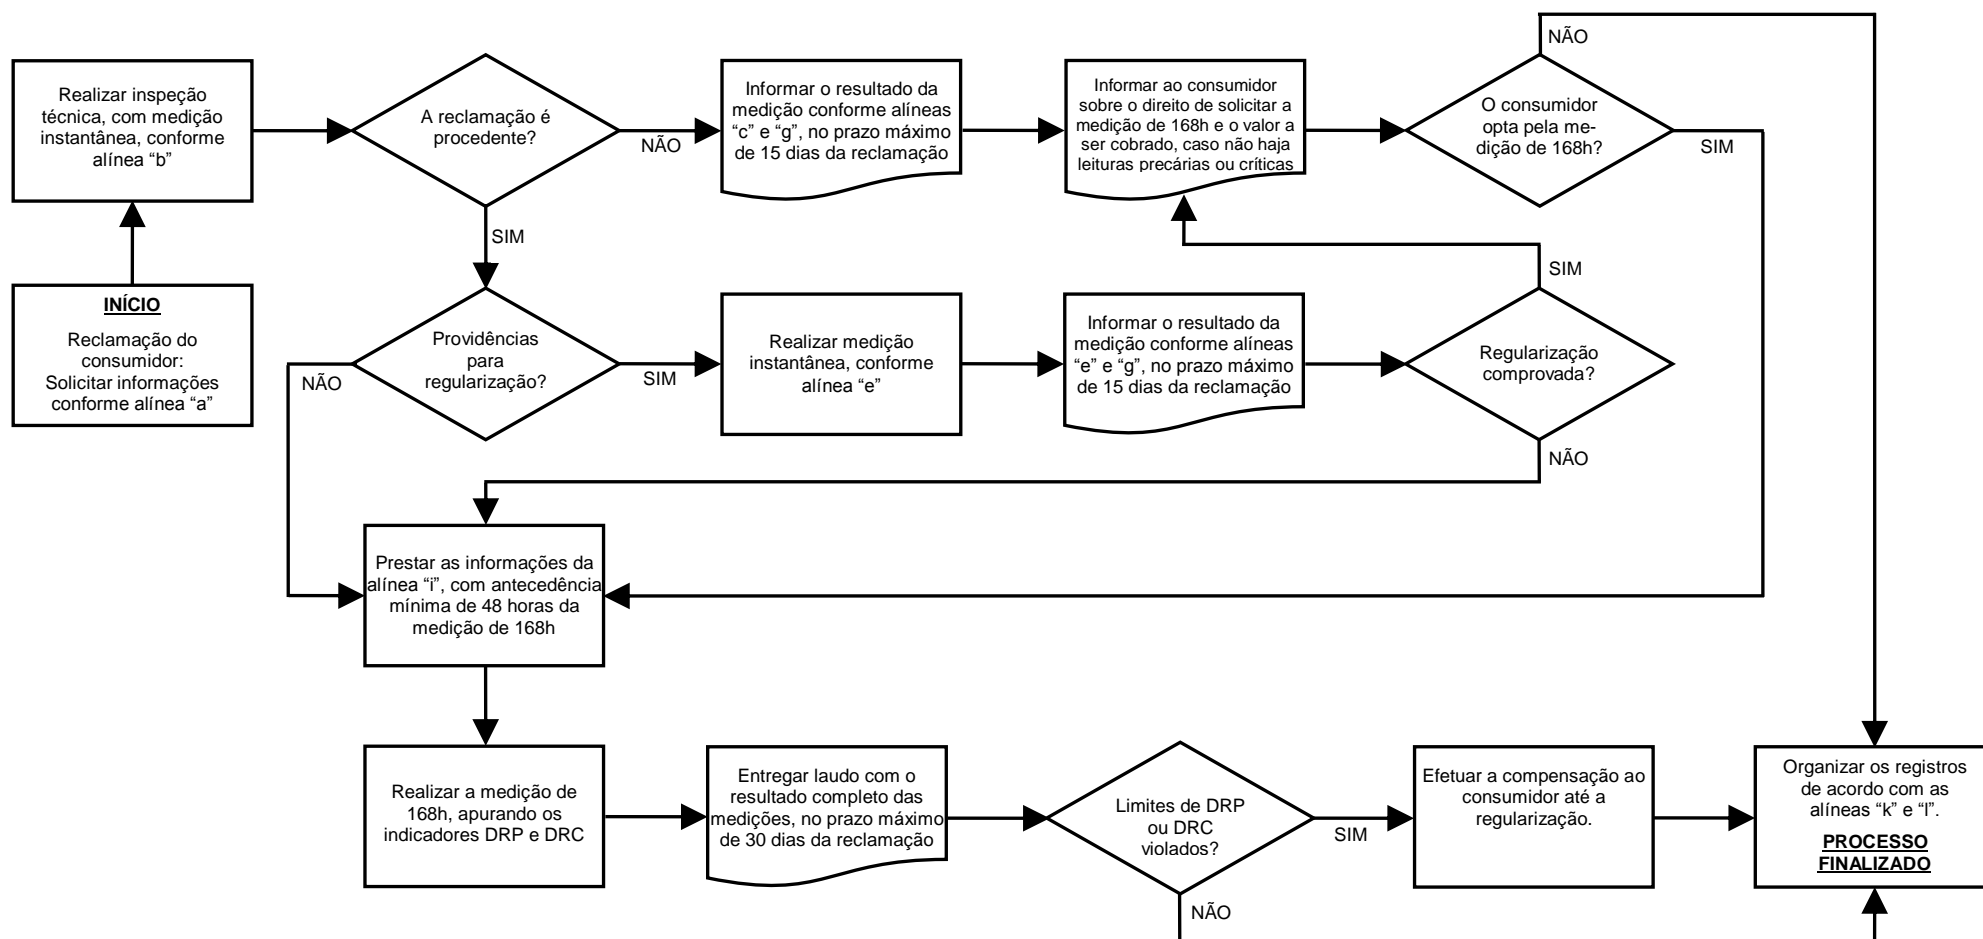 NÃO
Realizar inspeção
técnica, com medição
instantânea, conforme
alínea “b”
A reclamação é
procedente?
NÃO
Informar o resultado da
medição conforme alíneas
“c” e “g”, no prazo máximo
de 15 dias da reclamação
Informar ao consumidor
sobre o direito de solicitar a
medição de 168h e o valor a
ser cobrado, caso não haja
leituras precárias ou críticas
O consumidor
opta pela me-
dição de 168h?
SIM
SIM
INÍCIO
Reclamação do
consumidor:
Solicitar informações
conforme alínea “a”
Providências
para
regularização?
NÃO
SIM
Realizar medição
instantânea, conforme
alínea “e”
Informar o resultado da
medição conforme alíneas
“e” e “g”, no prazo máximo
de 15 dias da reclamação
SIM
Regularização
comprovada?
NÃO
Prestar as informações da
alínea “i”, com antecedência
mínima de 48 horas da
medição de 168h
Realizar a medição de
168h, apurando os
indicadores DRP e DRC
Entregar laudo com o
resultado completo das
medições, no prazo máximo
de 30 dias da reclamação
Limites de DRP
ou DRC
violados?
SIM
NÃO
Efetuar a compensação ao
consumidor até a
regularização.
Organizar os registros
de acordo com as
alíneas “k” e “l”.
PROCESSO
FINALIZADO